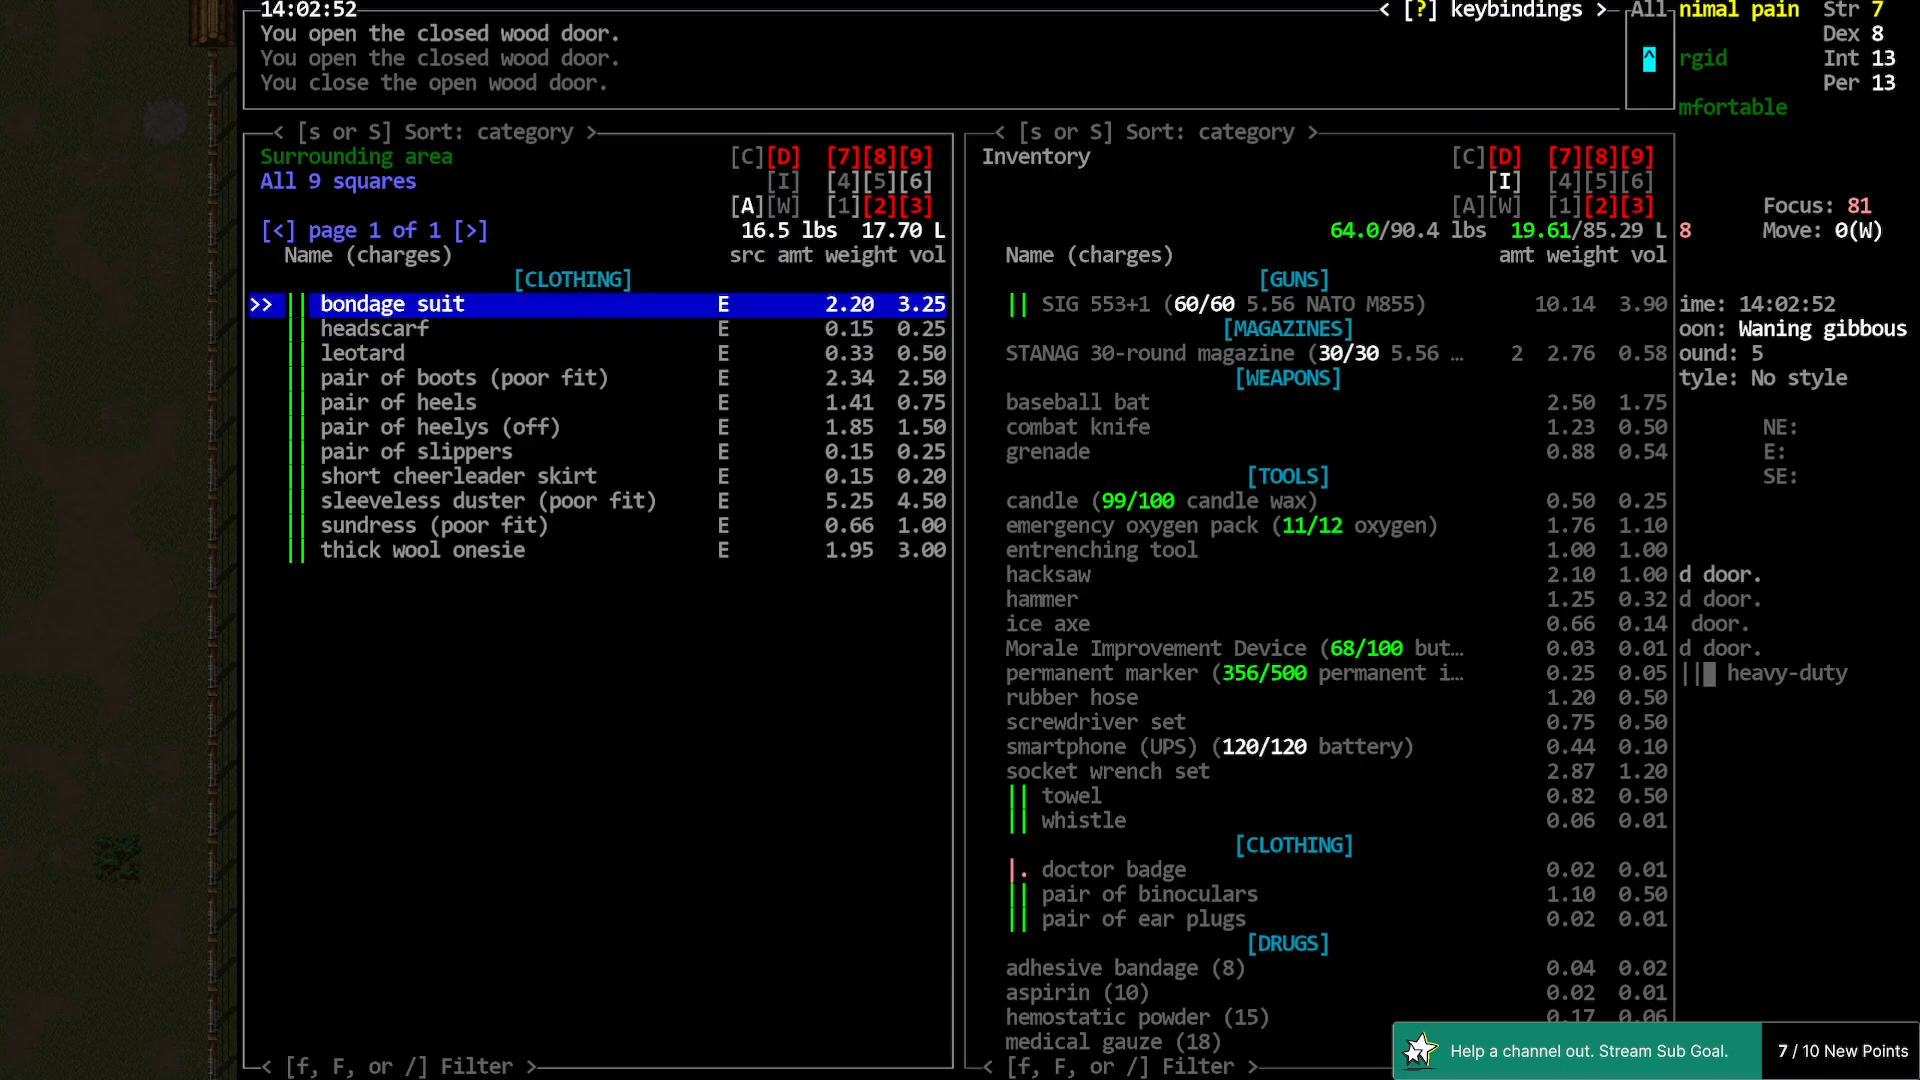 14:02:52
You open the closed wood door.
You open the closed wood door.
You close the open wood door.
< [?] keybindings >
All
^
nimal pain
rgid
mfortable
Str 7
Dex 8
Int 13
Per 13
< [s or S] Sort: category >
Surrounding area
All 9 squares
[C][D] [7][8][9]
[I] [4][5][6]
[A][W] [1][2][3]
[<] page 1 of 1 [>]
16.5 lbs 17.70 L
Name (charges) src amt weight vol
[CLOTHING]
>> || bondage suit E 2.20 3.25
|| headscarf E 0.15 0.25
|| leotard E 0.33 0.50
|| pair of boots (poor fit) E 2.34 2.50
|| pair of heels E 1.41 0.75
|| pair of heelys (off) E 1.85 1.50
|| pair of slippers E 0.15 0.25
|| short cheerleader skirt E 0.15 0.20
|| sleeveless duster (poor fit) E 5.25 4.50
|| sundress (poor fit) E 0.66 1.00
|| thick wool onesie E 1.95 3.00
< [f, F, or /] Filter >
< [s or S] Sort: category >
Inventory
[C][D] [7][8][9]
[I] [4][5][6]
[A][W] [1][2][3]
64.0/90.4 lbs 19.61/85.29 L
Name (charges) amt weight vol
[GUNS]
|| SIG 553+1 (60/60 5.56 NATO M855) 10.14 3.90
[MAGAZINES]
STANAG 30-round magazine (30/30 5.56 … 2 2.76 0.58
[WEAPONS]
baseball bat 2.50 1.75
combat knife 1.23 0.50
grenade 0.88 0.54
[TOOLS]
candle (99/100 candle wax) 0.50 0.25
emergency oxygen pack (11/12 oxygen) 1.76 1.10
entrenching tool 1.00 1.00
hacksaw 2.10 1.00
hammer 1.25 0.32
ice axe 0.66 0.14
Morale Improvement Device (68/100 but… 0.03 0.01
permanent marker (356/500 permanent i… 0.25 0.05
rubber hose 1.20 0.50
screwdriver set 0.75 0.50
smartphone (UPS) (120/120 battery) 0.44 0.10
socket wrench set 2.87 1.20
|| towel 0.82 0.50
|| whistle 0.06 0.01
[CLOTHING]
|. doctor badge 0.02 0.01
|| pair of binoculars 1.10 0.50
|| pair of ear plugs 0.02 0.01
[DRUGS]
adhesive bandage (8) 0.04 0.02
aspirin (10) 0.02 0.01
hemostatic powder (15) 0.17 0.06
medical gauze (18)
< [f, F, or /] Filter >
Focus: 81
8 Move: 0(W)
ime: 14:02:52
oon: Waning gibbous
ound: 5
tyle: No style
NE:
E:
SE:
d door.
d door.
door.
d door.
|| heavy-duty
Help a channel out. Stream Sub Goal.
7 / 10 New Points